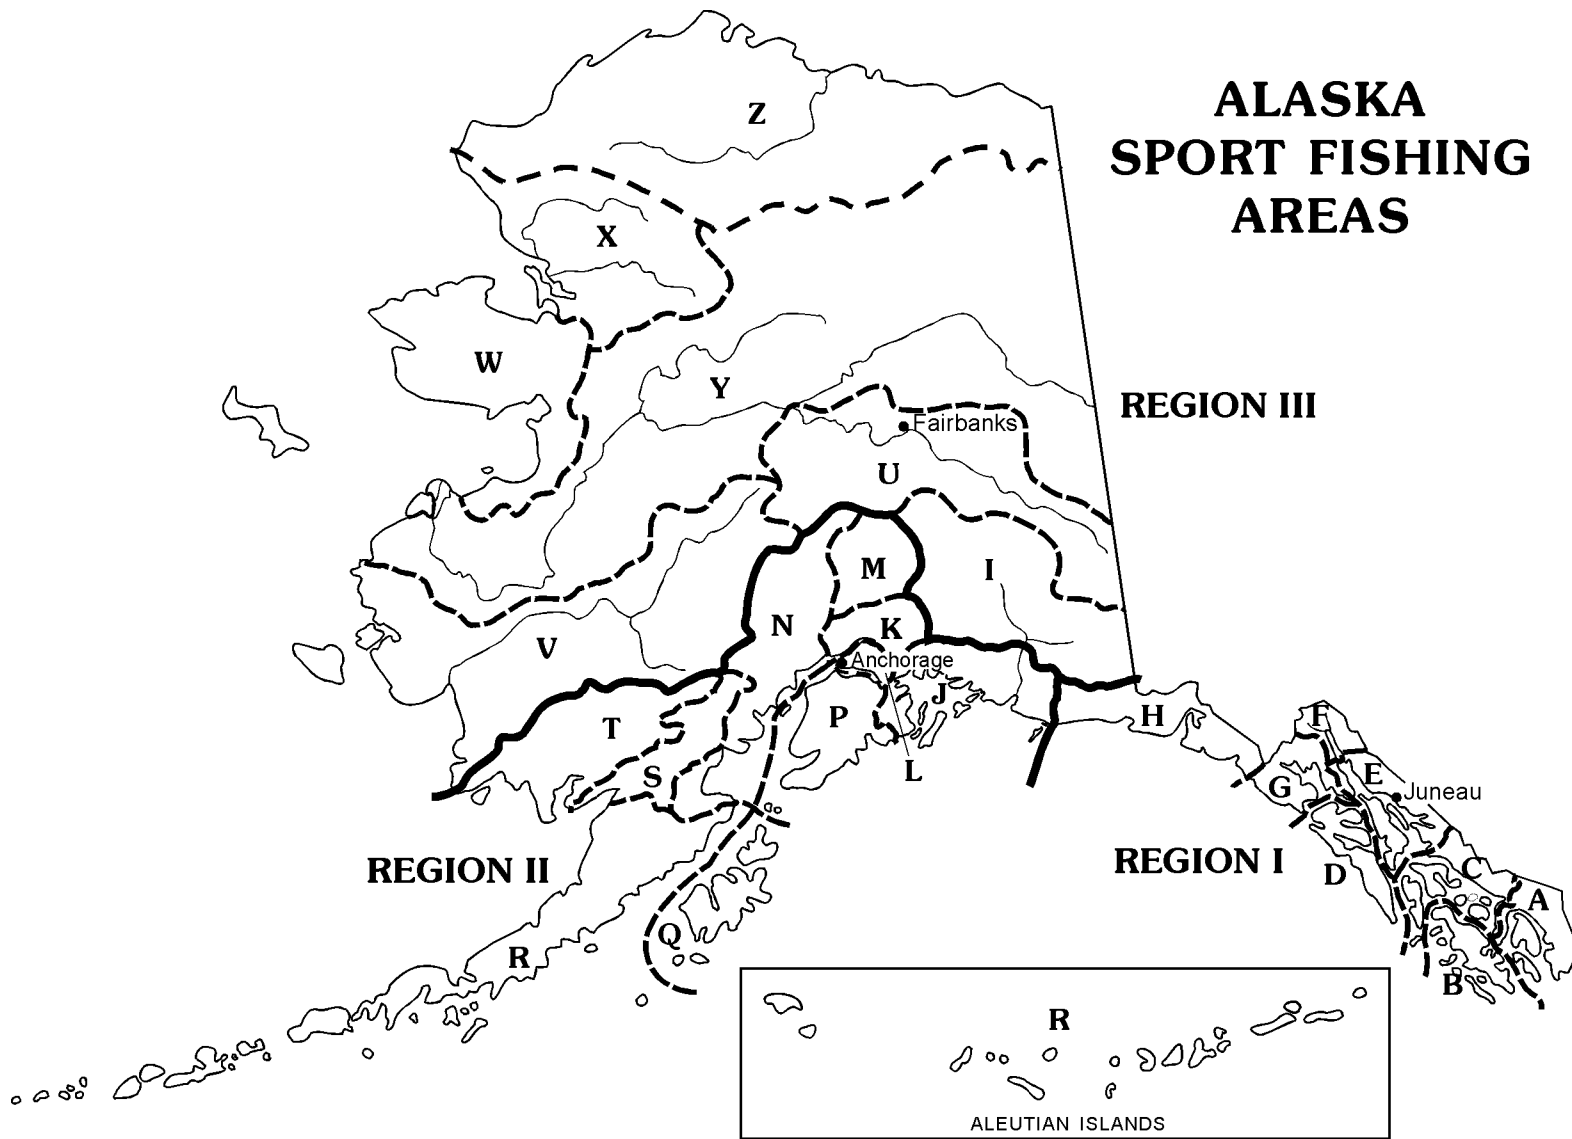 ALASKA
SPORT FISHING
AREAS
Z
X
W
Y
REGION III
Fairbanks
U
M
I
N
K
V
Anchorage
J
P
H
T
F
S
L
G
E
Juneau
REGION II
REGION I
D
C
A
Q
R
B
R
ALEUTIAN ISLANDS